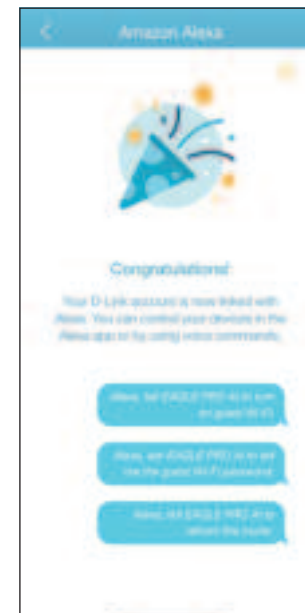 Amazon Alexa
Congratulations!
Your D-Link account is now linked with
Alexa. You can control your devices in the
Alexa app or by using voice commands.
Alexa, tell EAGLE PRO AI to turn
on guest Wi-Fi.
Alexa, ask EAGLE PRO AI to tell
me the guest Wi-Fi password.
Alexa, tell EAGLE PRO AI to
reboot the router.